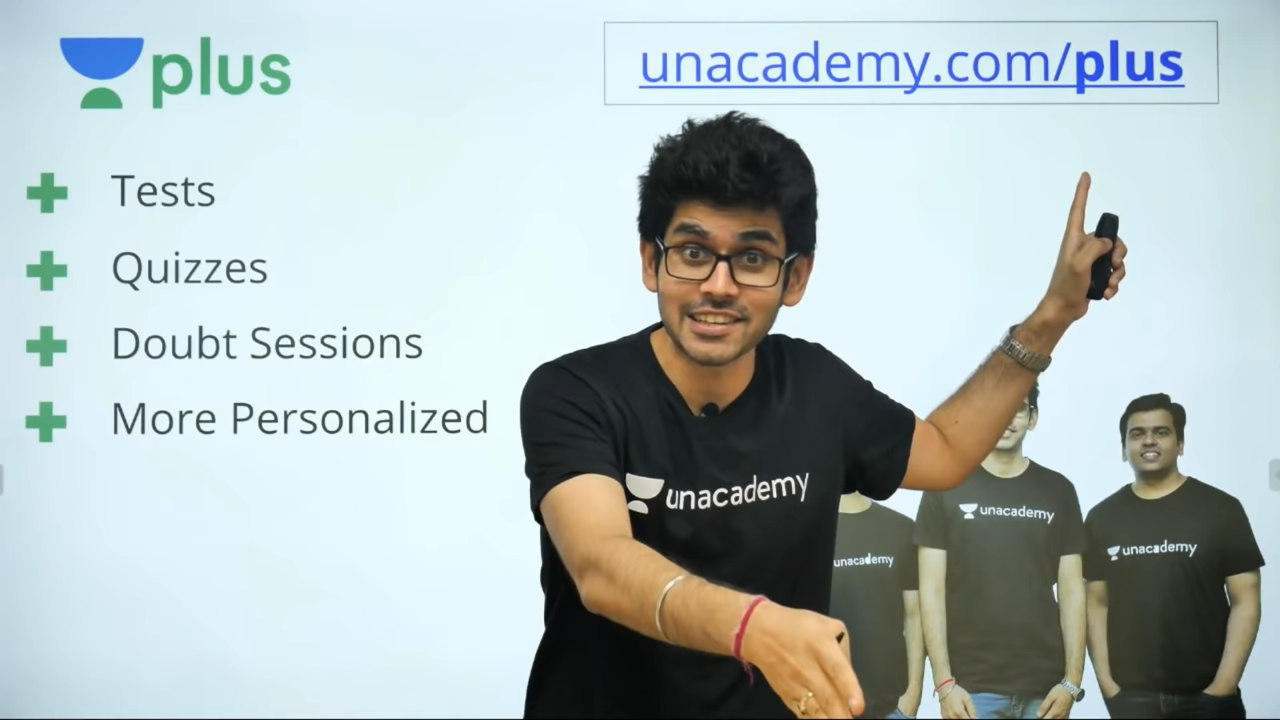 plus
unacademy.com/plus
Tests
Quizzes
Doubt Sessions
More Personalized
unacademy
unacademy
unacademy
unacademy